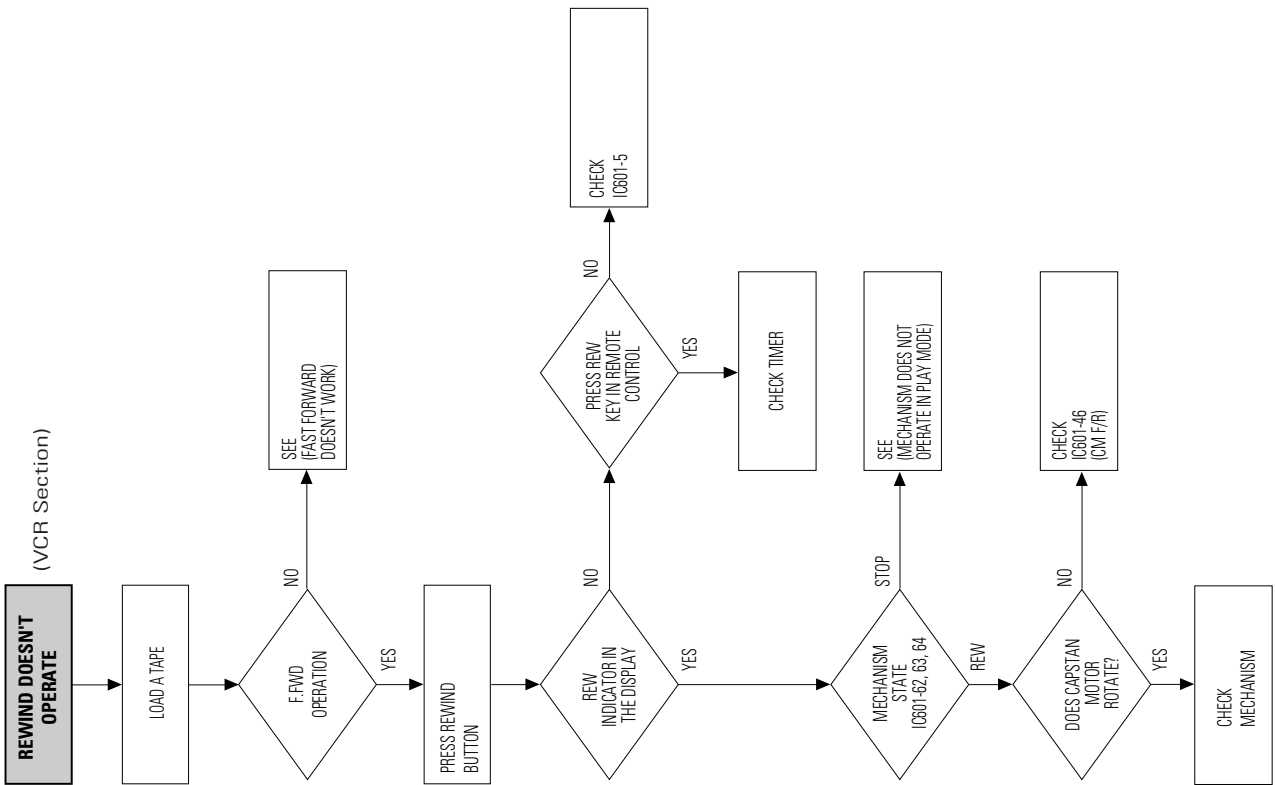 REWIND DOESN'T
OPERATE
(VCR Section)
LOAD A TAPE
F.FWD
OPERATION
NO
SEE
(FAST FORWARD
DOESN'T WORK)
YES
PRESS REWIND
BUTTON
REW
INDICATOR IN
THE DISPLAY
NO
PRESS REW
KEY IN REMOTE
CONTROL
NO
CHECK
IC601-5
YES
CHECK TIMER
YES
MECHANISM
STATE
IC601-62, 63, 64
STOP
SEE
(MECHANISM DOES NOT
OPERATE IN PLAY MODE)
REW
DOES CAPSTAN
MOTOR
ROTATE?
NO
CHECK
IC601-46
(CM F/R)
YES
CHECK
MECHANISM